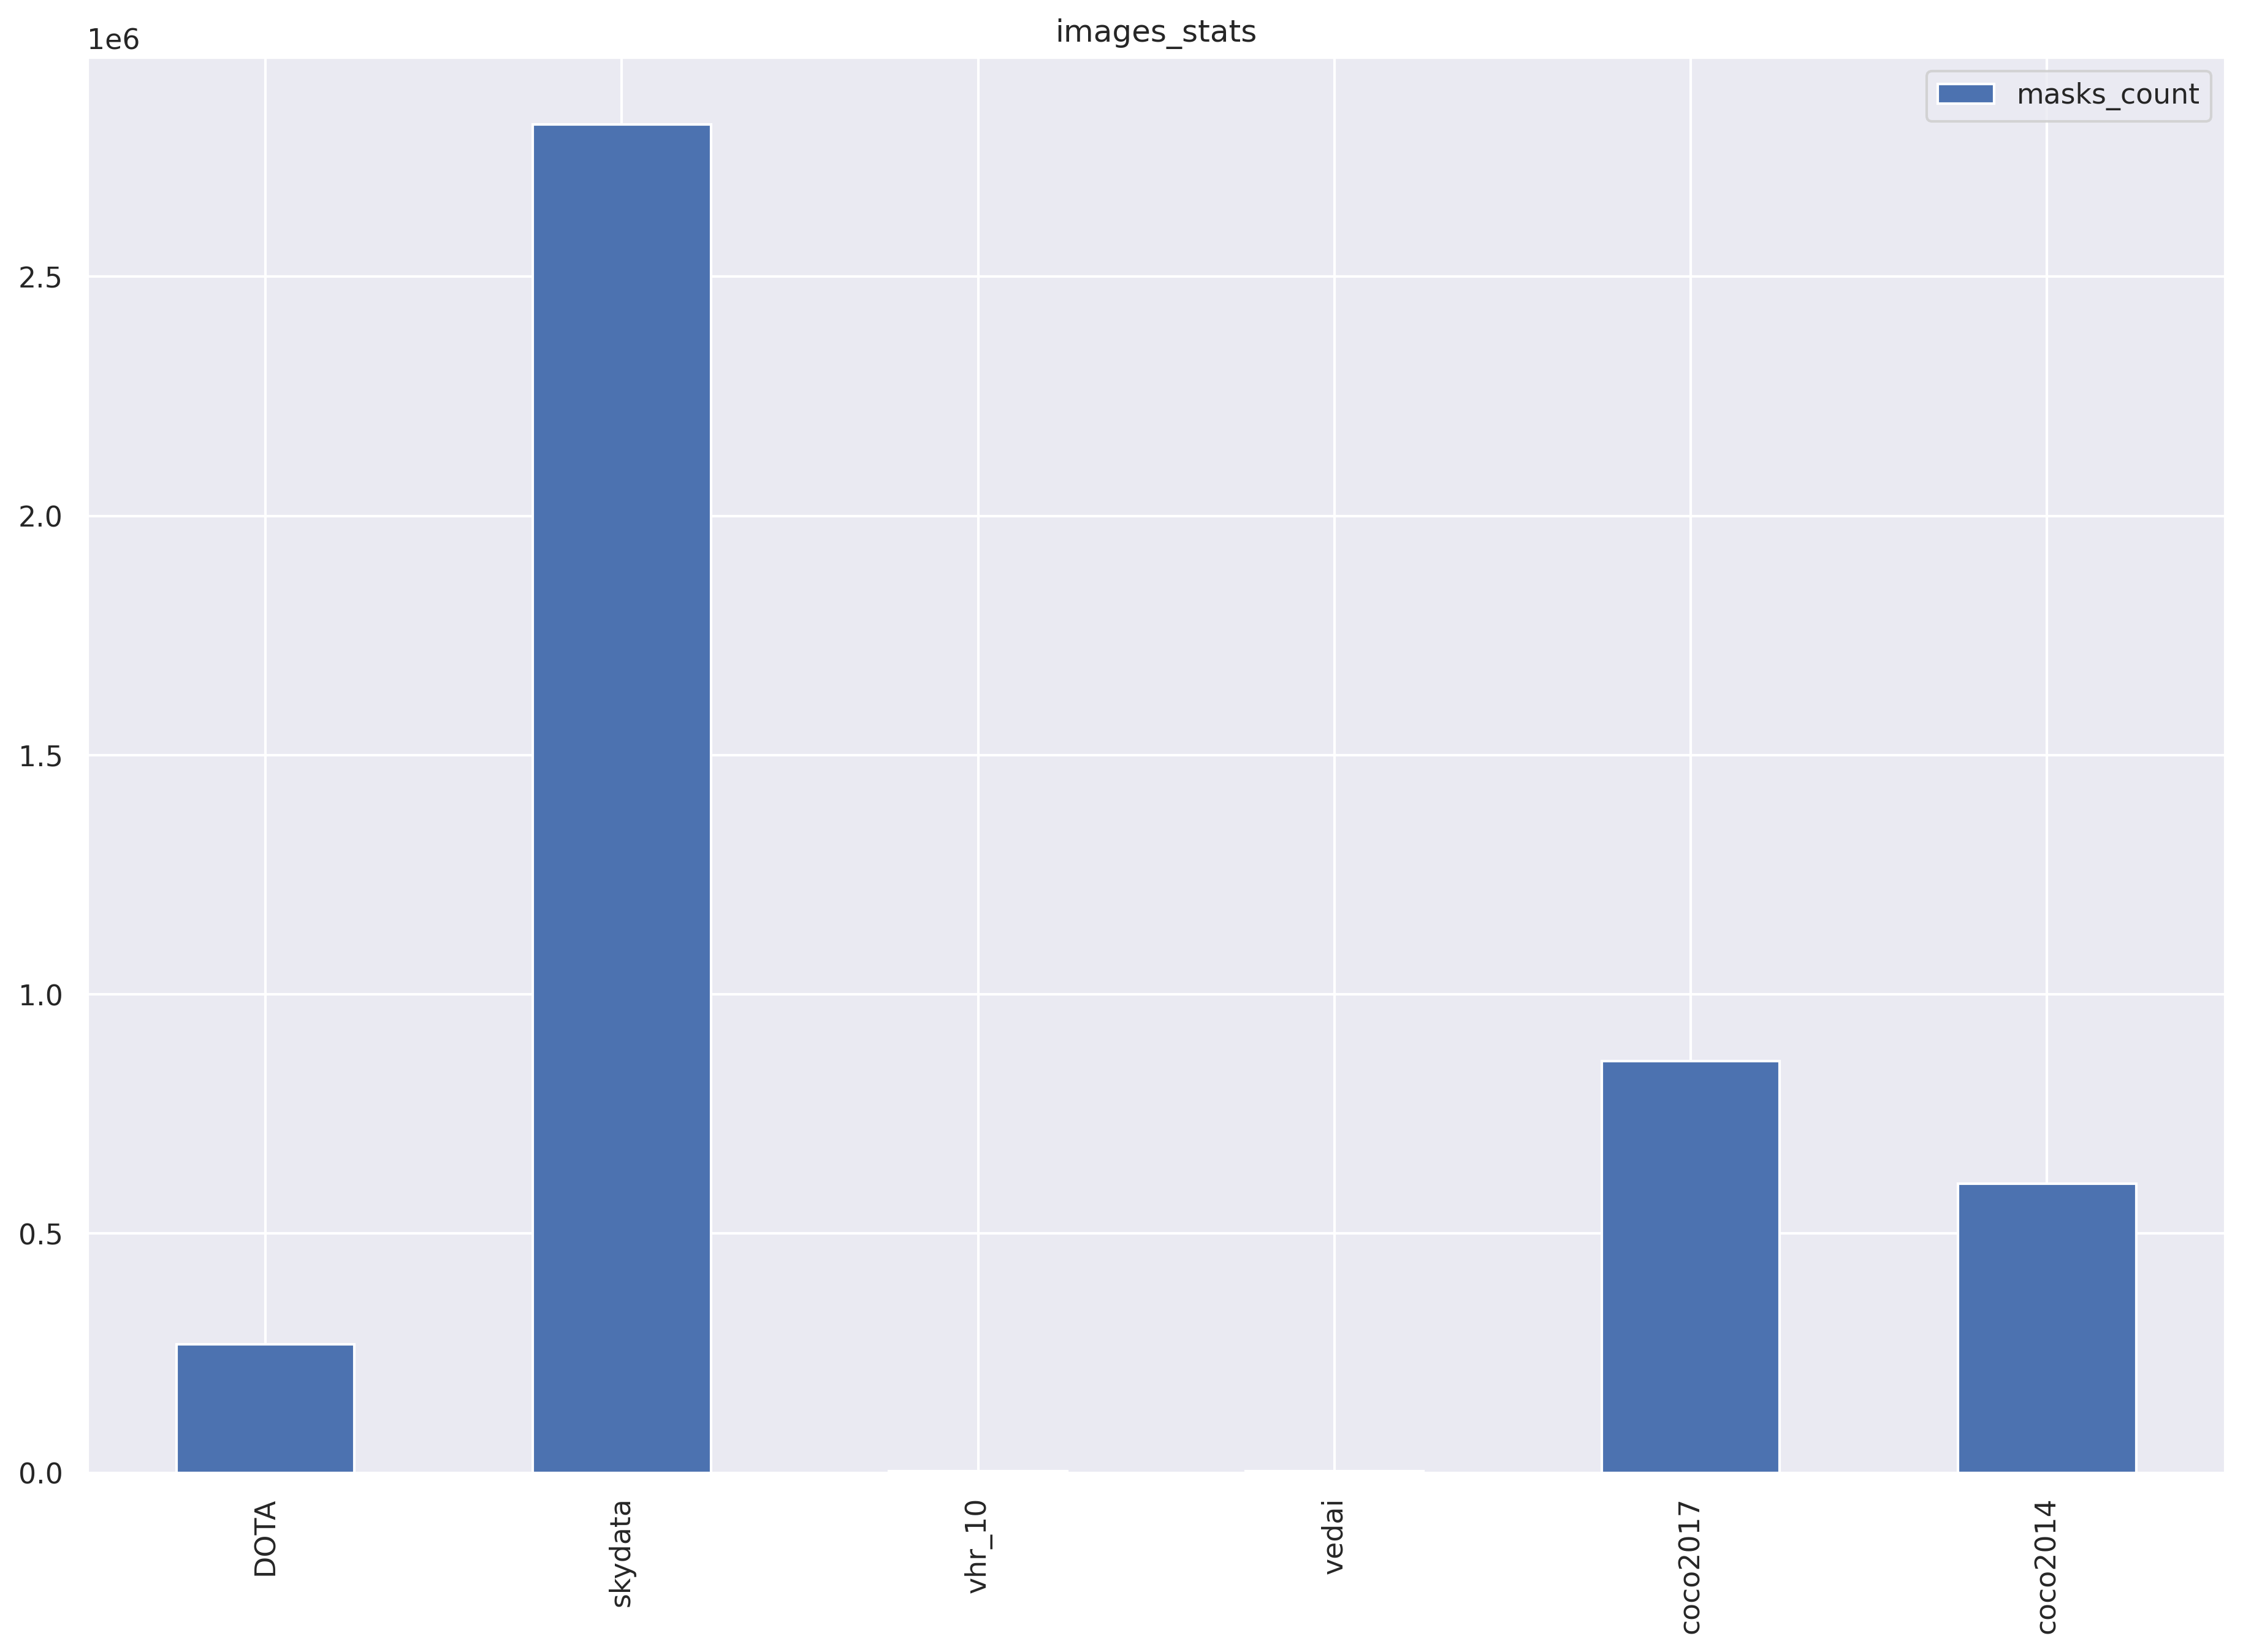 images_stats
1e6
masks_count
2.5
2.0
1.5
1.0
0.5
0.0
DOTA
skydata
vhr_10
vedai
coco2017
coco2014